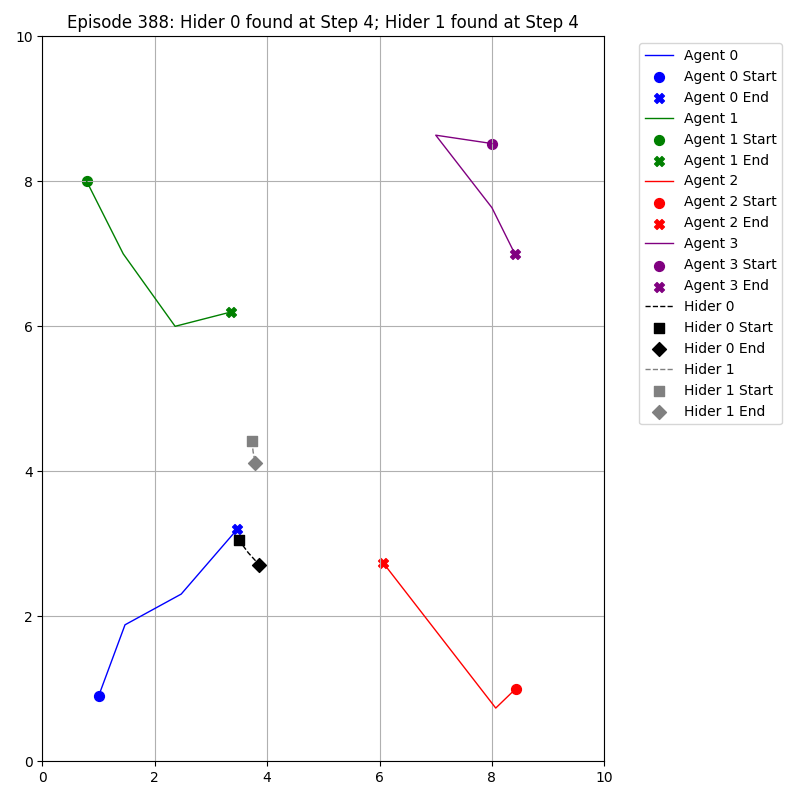 Episode 388: Hider 0 found at Step 4; Hider 1 found at Step 4
10
8
6
4
2
0
0 2 4 6 8 10
Agent 0
Agent 0 Start
Agent 0 End
Agent 1
Agent 1 Start
Agent 1 End
Agent 2
Agent 2 Start
Agent 2 End
Agent 3
Agent 3 Start
Agent 3 End
Hider 0
Hider 0 Start
Hider 0 End
Hider 1
Hider 1 Start
Hider 1 End